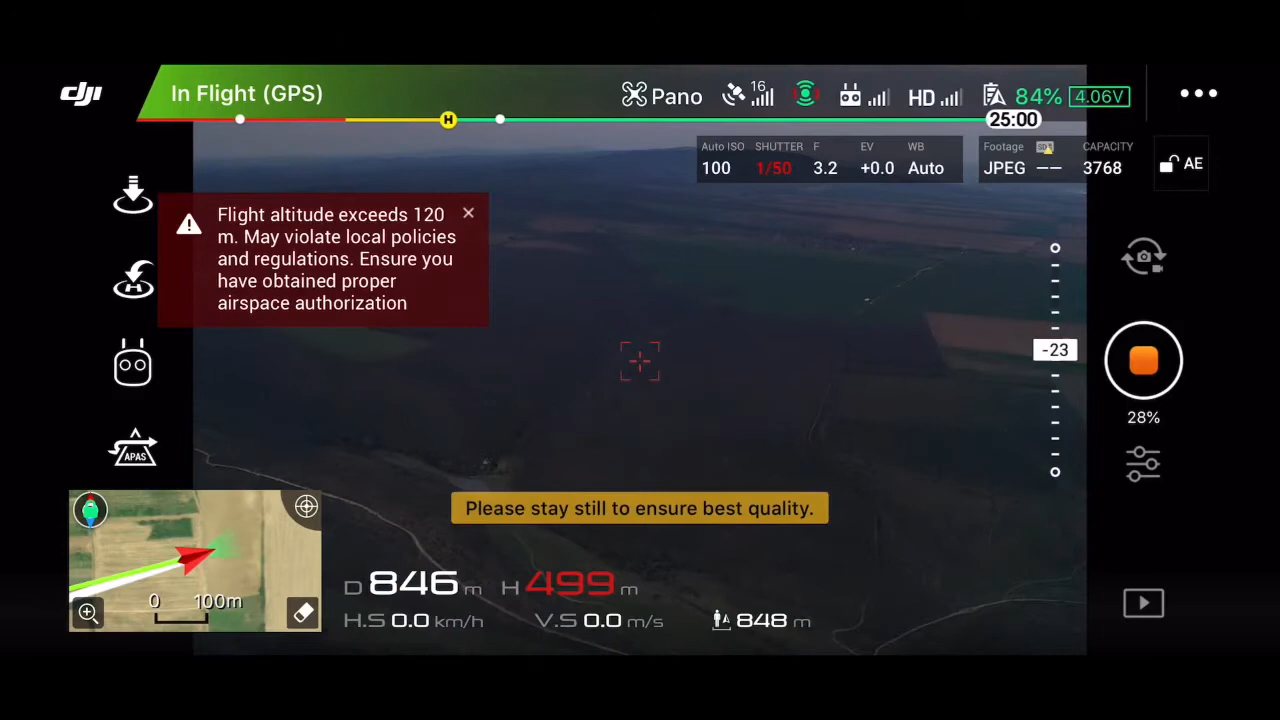 dji
In Flight (GPS)
Pano
16
HD
84%
4.06V
H
25:00
Auto ISO
100
SHUTTER
1/50
F
3.2
EV
+0.0
WB
Auto
Footage
JPEG
CAPACITY
3768
AE
Flight altitude exceeds 120
m. May violate local policies
and regulations. Ensure you
have obtained proper
airspace authorization
-23
28%
APAS
Please stay still to ensure best quality.
0 100m
D 846 m H 499 m
H.S 0.0 km/h V.S 0.0 m/s 848 m